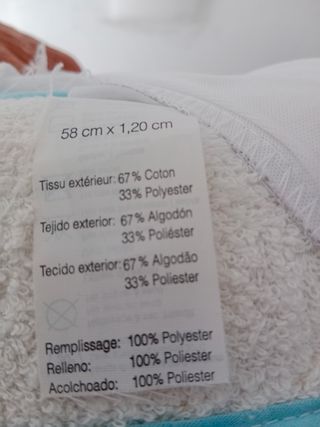 58 cm x 1,20 cm
Tissu extérieur: 67% Coton
33% Polyester
Tejido exterior: 67% Algodón
33% Poliéster
Tecido exterior: 67% Algodão
33% Poliester
Remplissage: 100% Polyester
Relleno: 100% Poliester
Acolchoado: 100% Poliester